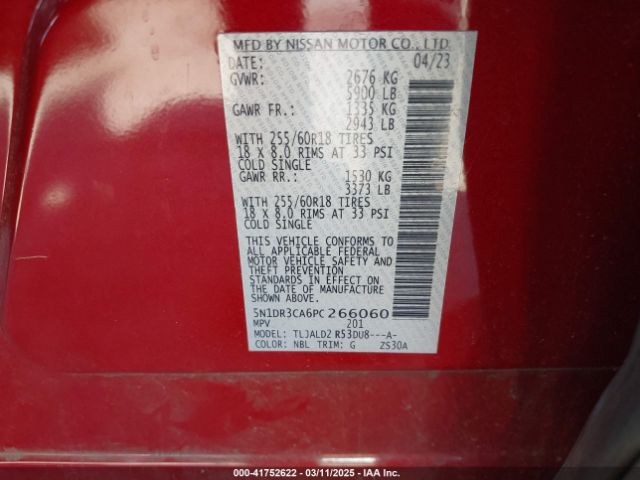 MFD BY NISSAN MOTOR CO., LTD.
DATE: 04/23
GVWR: 2676 KG
5900 LB
GAWR FR.: 1335 KG
2943 LB
WITH 255/60R18 TIRES
18 X 8.0 RIMS AT 33 PSI
COLD SINGLE
GAWR RR.: 1530 KG
3373 LB
WITH 255/60R18 TIRES
18 X 8.0 RIMS AT 33 PSI
COLD SINGLE
THIS VEHICLE CONFORMS TO
ALL APPLICABLE FEDERAL
MOTOR VEHICLE SAFETY AND
THEFT PREVENTION
STANDARDS IN EFFECT ON
THE DATE OF MANUFACTURE
SHOWN ABOVE.
5N1DR3CA6PC266060
MPV 201
MODEL: TLJALD2 R53DU8---A-
COLOR: NBL TRIM: G ZS30A
000-41752622 — 03/11/2025 — IAA Inc.